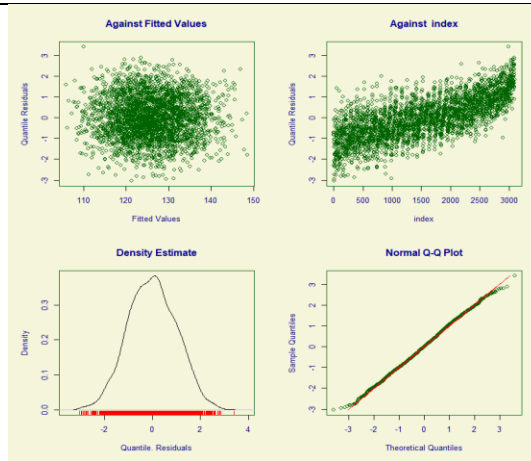 Against Fitted Values
Quantile Residuals
-3 -2 -1 0 1 2 3
110 120 130 140 150
Fitted Values
Against index
Quantile Residuals
-3 -2 -1 0 1 2 3
0 500 1000 1500 2000 2500 3000
index
Density Estimate
Density
0.0 0.1 0.2 0.3
-2 0 2 4
Quantile. Residuals
Normal Q-Q Plot
Sample Quantiles
-3 -2 -1 0 1 2 3
-3 -2 -1 0 1 2 3
Theoretical Quantiles